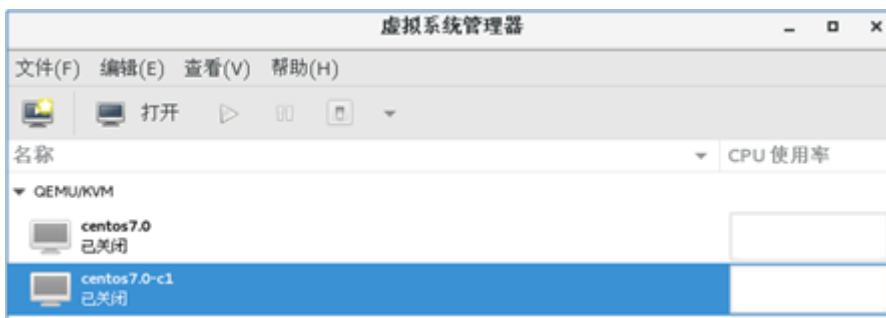 虚拟系统管理器
文件(F) 编辑(E) 查看(V) 帮助(H)
打开
名称 CPU 使用率
QEMU/KVM
centos7.0
已关闭
centos7.0-c1
已关闭